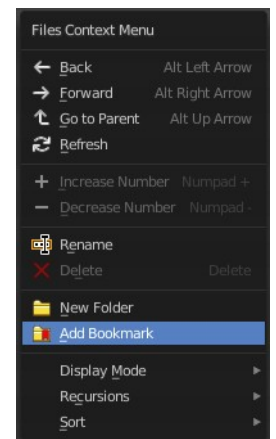 Files Context Menu
Back Alt Left Arrow
Forward Alt Right Arrow
Go to Parent Alt Up Arrow
Refresh
Increase Number Numpad +
Decrease Number Numpad -
Rename
Delete Delete
New Folder
Add Bookmark
Display Mode
Recursions
Sort